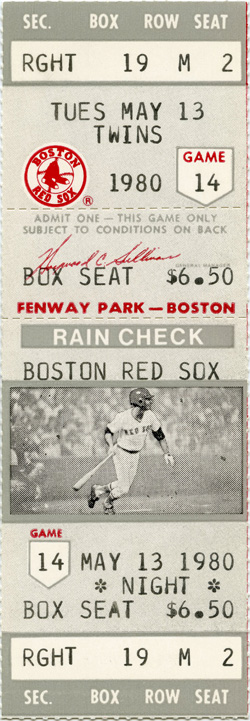 SEC. BOX ROW SEAT
RGHT 19 M 2
TUES MAY 13
TWINS
BOSTON
RED SOX
®
1980
GAME
14
ADMIT ONE — THIS GAME ONLY
SUBJECT TO CONDITIONS ON BACK
Haywood C Sullivan
GENERAL MANAGER
BOX SEAT $6.50
FENWAY PARK—BOSTON
RAIN CHECK
BOSTON RED SOX
RED SOX
GAME
14 MAY 13 1980
* NIGHT *
BOX SEAT $6.50
RGHT 19 M 2
SEC. BOX ROW SEAT